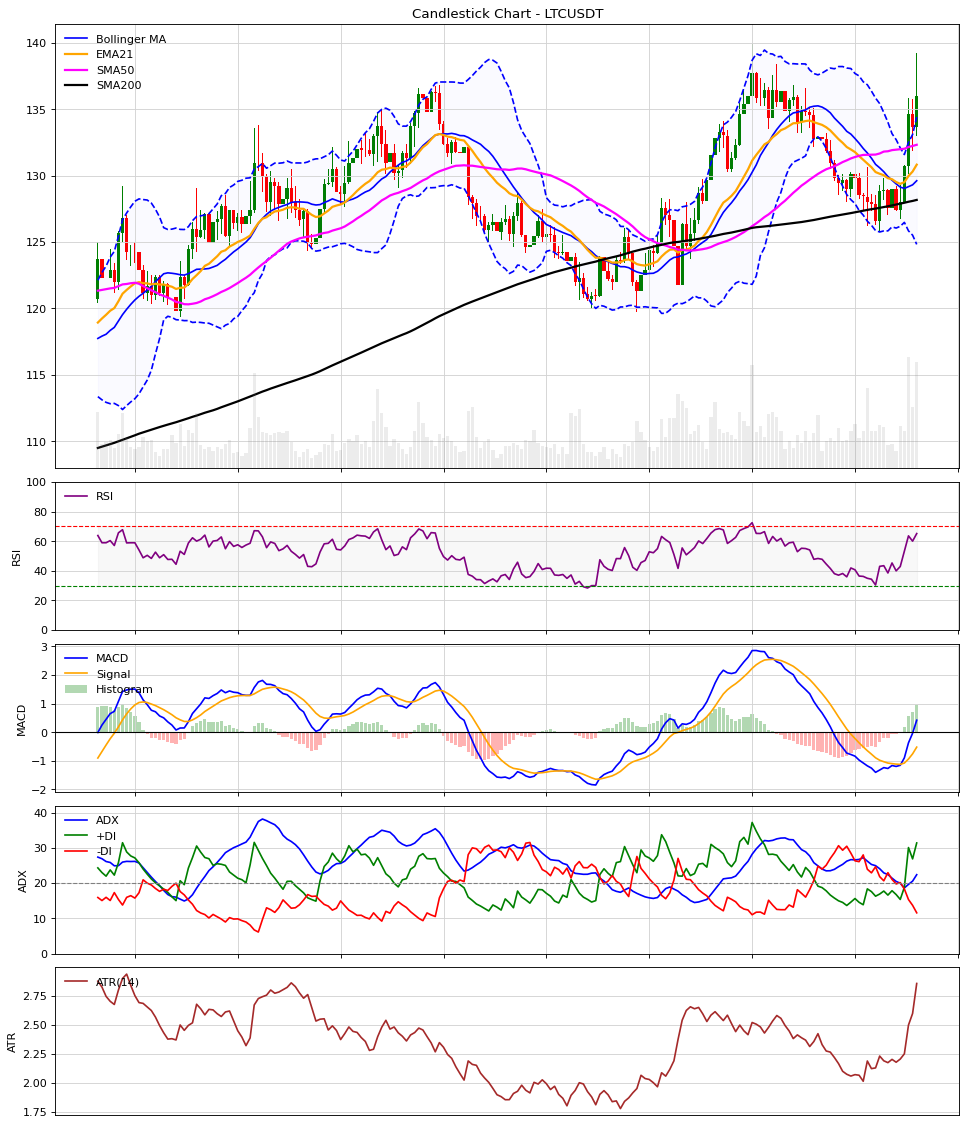 Candlestick Chart - LTCUSDT
Bollinger MA
EMA21
SMA50
SMA200
140
135
130
125
120
115
110
RSI
RSI
100
80
60
40
20
0
MACD
Signal
Histogram
MACD
3
2
1
0
−1
−2
ADX
+DI
-DI
ADX
40
30
20
10
0
ATR(14)
ATR
2.75
2.50
2.25
2.00
1.75